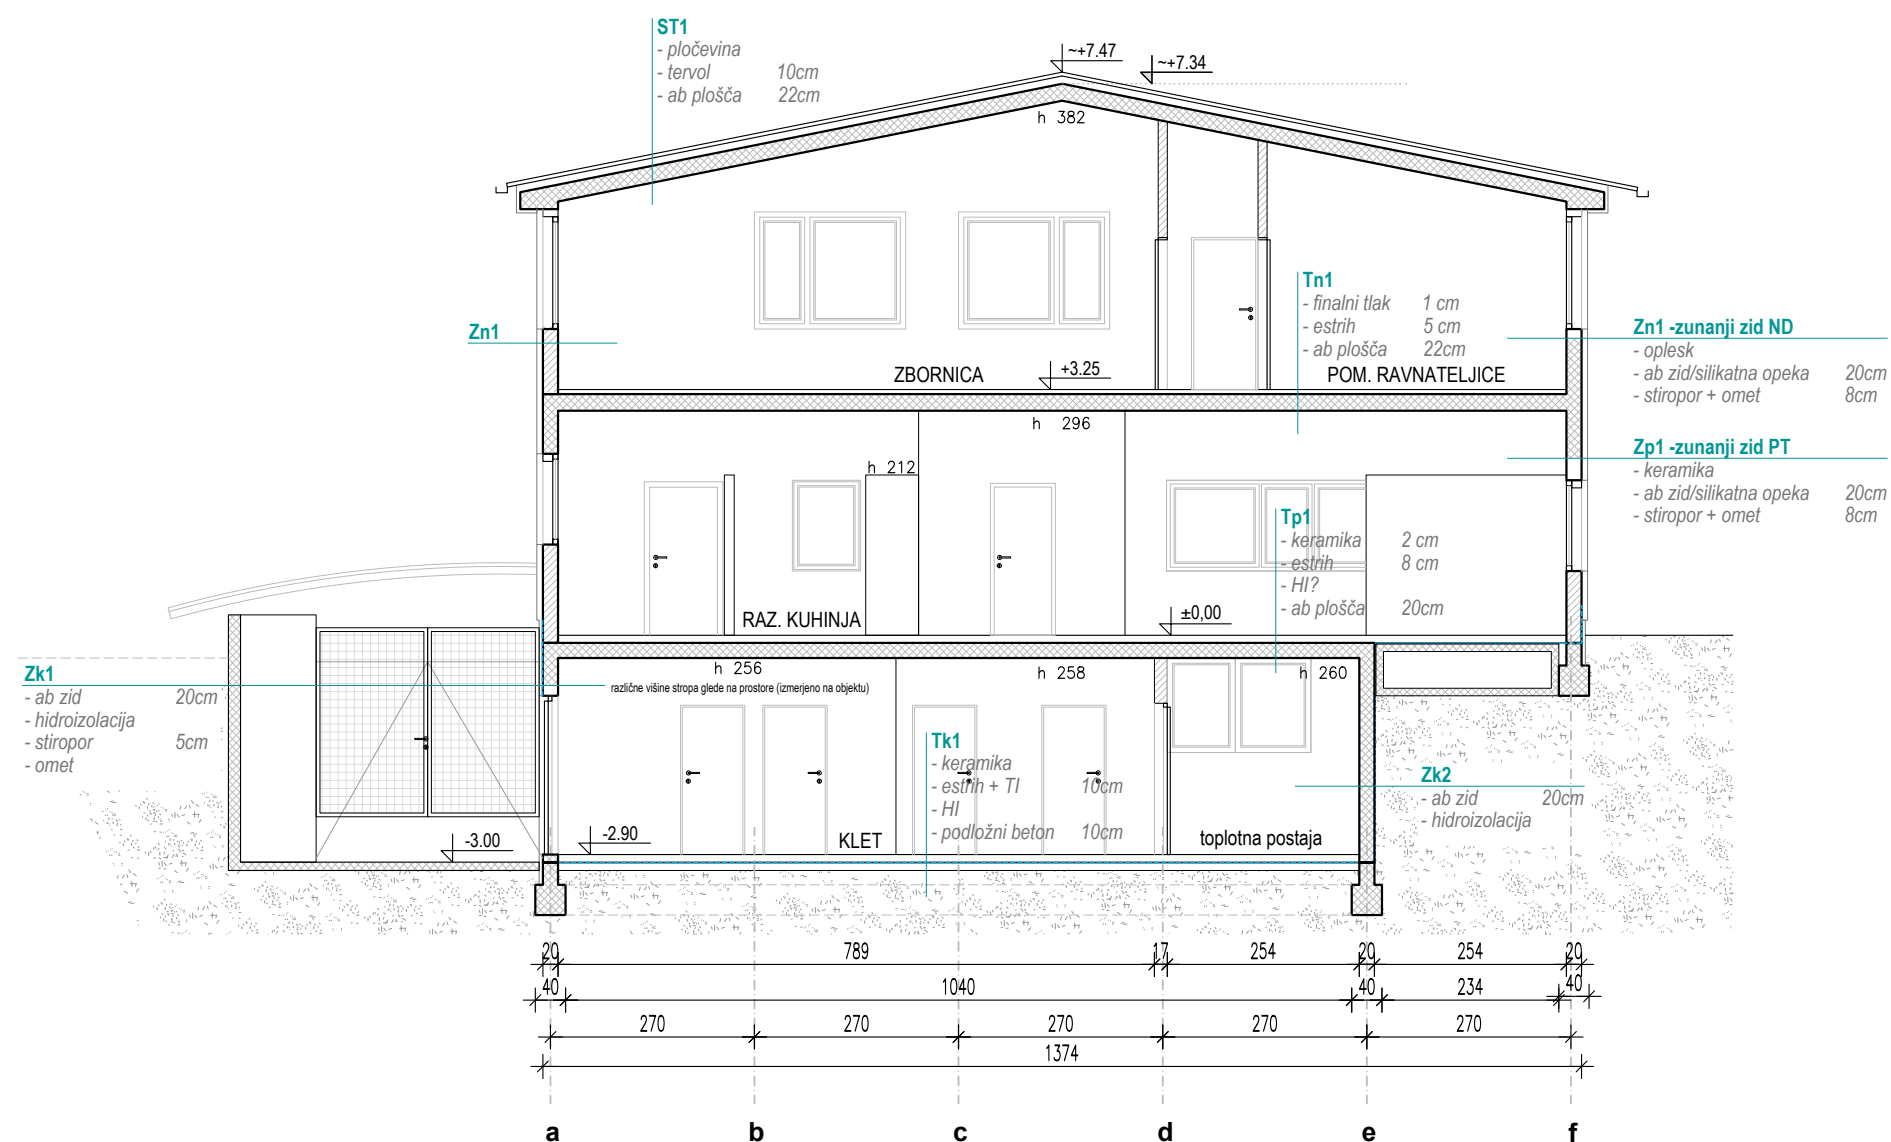 ST1
- pločevina
- tervol 10cm
- ab plošča 22cm
~+7.47
~+7.34
h 382
Zn1
Tn1
- finalni tlak 1 cm
- estrih 5 cm
- ab plošča 22cm
ZBORNICA
+3.25
POM. RAVNATELJICE
Zn1 -zunanji zid ND
- oplesk
- ab zid/silikatna opeka 20cm
- stiropor + omet 8cm
h 296
Zp1 -zunanji zid PT
- keramika
- ab zid/silikatna opeka 20cm
- stiropor + omet 8cm
h 212
Tp1
- keramika 2 cm
- estrih 8 cm
- HI?
- ab plošča 20cm
RAZ. KUHINJA
±0,00
Zk1
- ab zid 20cm
- hidroizolacija
- stiropor 5cm
- omet
h 256
h 258
h 260
različne višine stropa glede na prostore (izmerjeno na objektu)
Tk1
- keramika
- estrih + TI 10cm
- HI
- podložni beton 10cm
Zk2
- ab zid 20cm
- hidroizolacija
-3.00
-2.90
KLET
toplotna postaja
20 789 17 254 20 254 20
40 1040 40 234 40
270 270 270 270 270
1374
a b c d e f